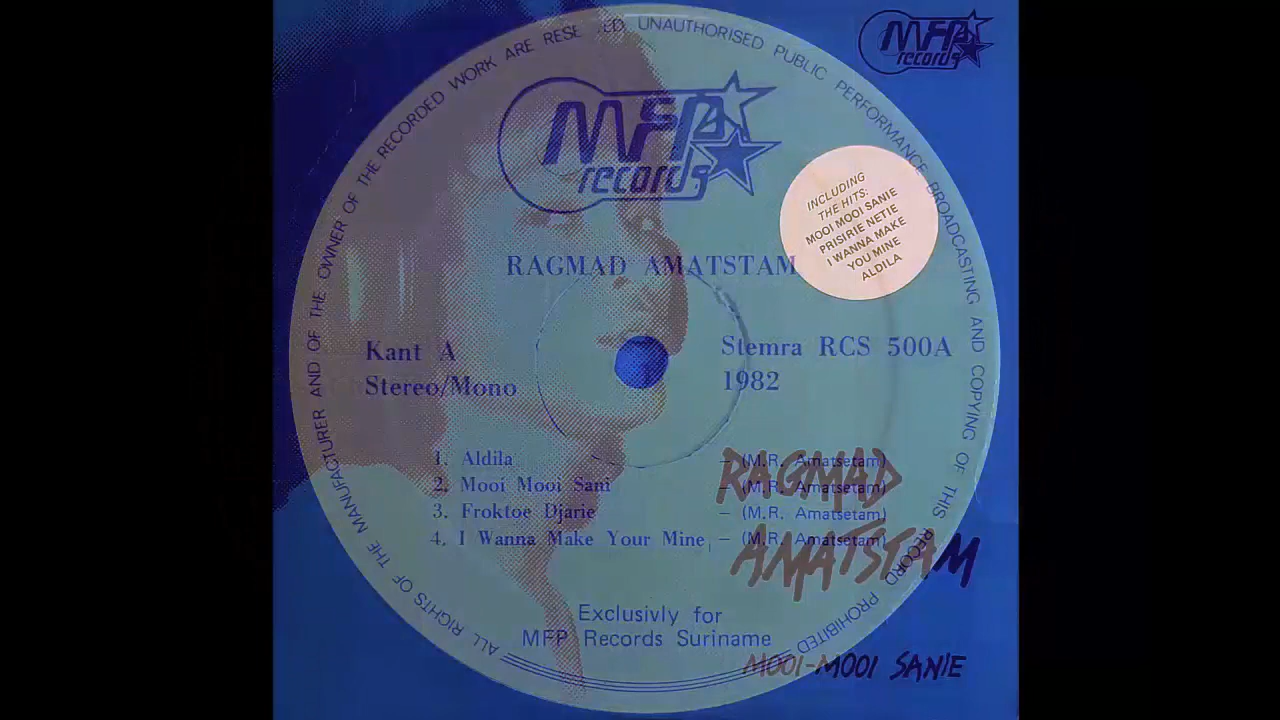 ALL RIGHTS OF THE MANUFACTURER AND OF THE OWNER OF THE RECORDED WORK ARE RESE ED UNAUTHORISED PUBLIC PERFORMANCE BROADCASTING AND COPYING OF THIS RECORD PROHIBITED
MFP
records
MFP
records
INCLUDING
THE HITS:
MOOI MOOI SANIE
PRISIRIE NETIE
I WANNA MAKE
YOU MINE
ALDILA
RAGMAD AMATSTAM
Kant A
Stereo/Mono
Stemra RCS 500A
1982
1. Aldila – (M.R. Amatsetam)
2. Mooi Mooi Sani – (M.R. Amatsetam)
3. Froktoe Djarie – (M.R. Amatsetam)
4. I Wanna Make Your Mine – (M.R. Amatsetam)
RAGMAD
AMATSTAM
Exclusivly for
MFP Records Suriname
MOOI-MOOI SANIE